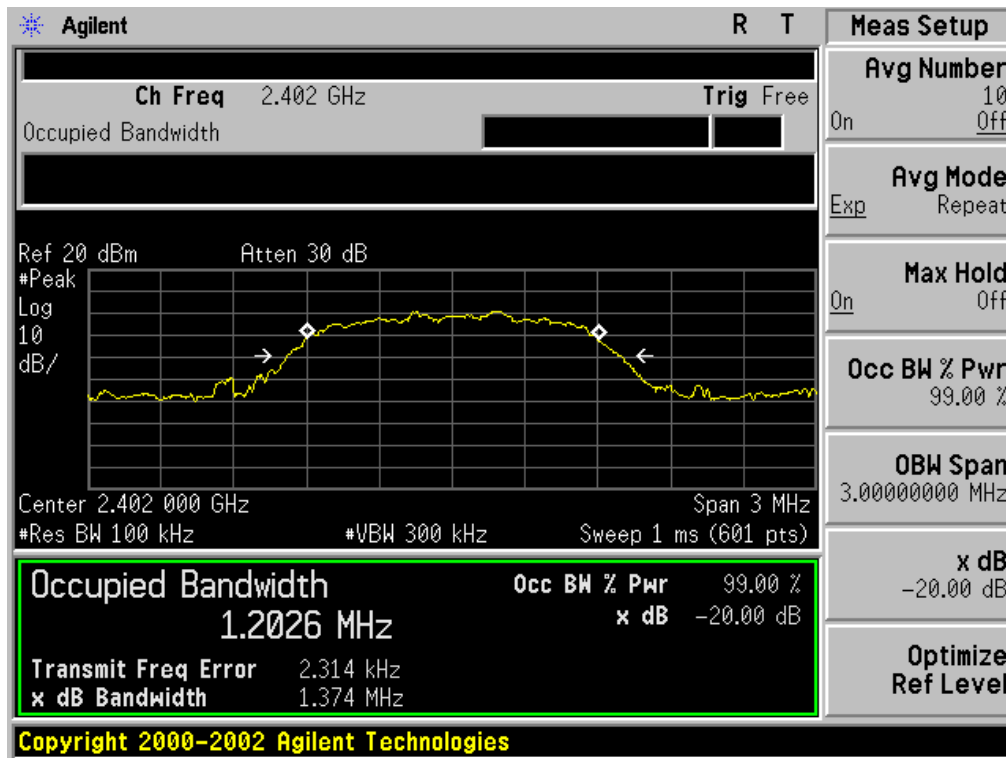 Agilent R T
Meas Setup
Ch Freq 2.402 GHz Trig Free
Occupied Bandwidth
Avg Number
10
On Off
Avg Mode
Exp Repeat
Max Hold
On Off
Occ BW % Pwr
99.00 %
OBW Span
3.00000000 MHz
x dB
-20.00 dB
Optimize
Ref Level
Ref 20 dBm Atten 30 dB
#Peak
Log
10
dB/
Center 2.402 000 GHz Span 3 MHz
#Res BW 100 kHz #VBW 300 kHz Sweep 1 ms (601 pts)
Occupied Bandwidth
1.2026 MHz
Occ BW % Pwr 99.00 %
x dB -20.00 dB
Transmit Freq Error 2.314 kHz
x dB Bandwidth 1.374 MHz
Copyright 2000-2002 Agilent Technologies